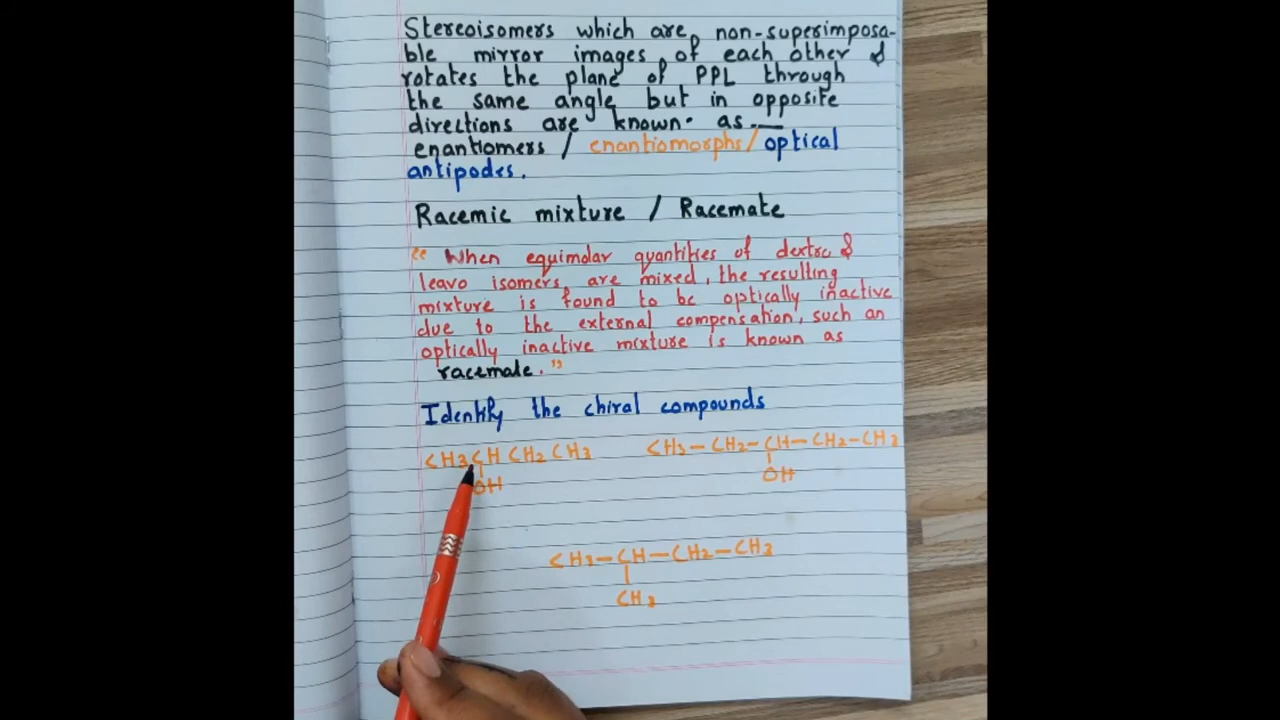 Stereoisomers which are non-superimposa-
ble mirror images of each other &
rotates the plane of PPL through
the same angle but in opposite
directions are known as __
enantiomers / enantiomorphs / optical
antipodes.
Racemic mixture / Racemate
"When equimolar quantities of dextro &
leavo isomers are mixed, the resulting
mixture is found to be optically inactive
due to the external compensation, such an
optically inactive mixture is known as
racemate."
Identify the chiral compounds
CH3CH CH2 CH3 CH3-CH2-CH-CH2-CH3
OH OH
CH3-CH-CH2-CH3
CH3